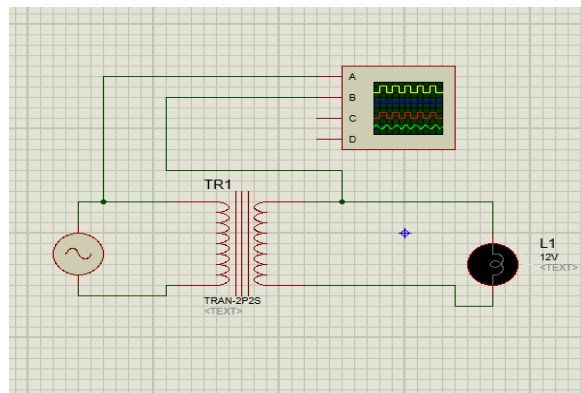 A
B
C
D
TR1
TRAN-2P2S
<TEXT>
L1
12V
<TEXT>